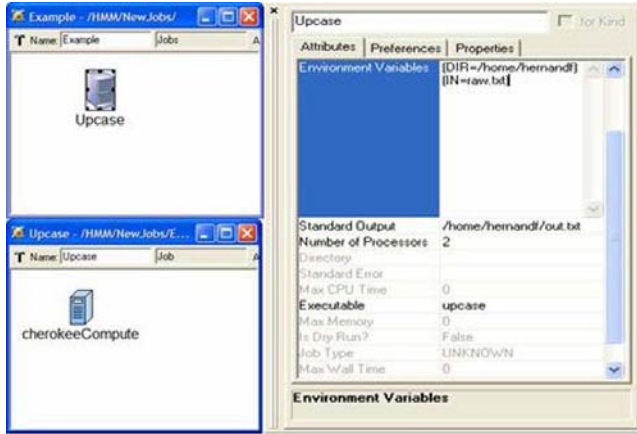 Example - /HMM/NewJobs/
Name: Example Jobs A
Upcase
Upcase - /HMM/NewJobs/E...
Name: Upcase Job A
cherokeeCompute
Upcase for Kind
Attributes Preferences Properties
Environment Variables {DIR=/home/hernandf}
{IN=raw.txt}
Standard Output /home/hernandf/out.txt
Number of Processors 2
Directory
Standard Error
Max CPU Time 0
Executable upcase
Max Memory 0
Is Dry Run? False
Job Type UNKNOWN
Max Wall Time 0
Environment Variables